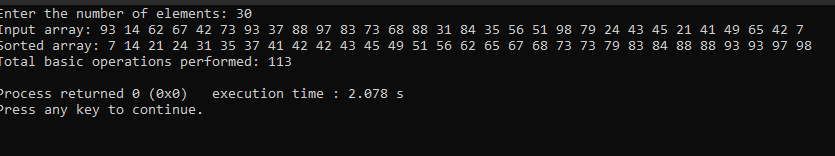 Enter the number of elements: 30
Input array: 93 14 62 67 42 73 93 37 88 97 83 73 68 88 31 84 35 56 51 98 79 24 43 45 21 41 49 65 42 7
Sorted array: 7 14 21 24 31 35 37 41 42 42 43 45 49 51 56 62 65 67 68 73 73 79 83 84 88 88 93 93 97 98
Total basic operations performed: 113
Process returned 0 (0x0)   execution time : 2.078 s
Press any key to continue.